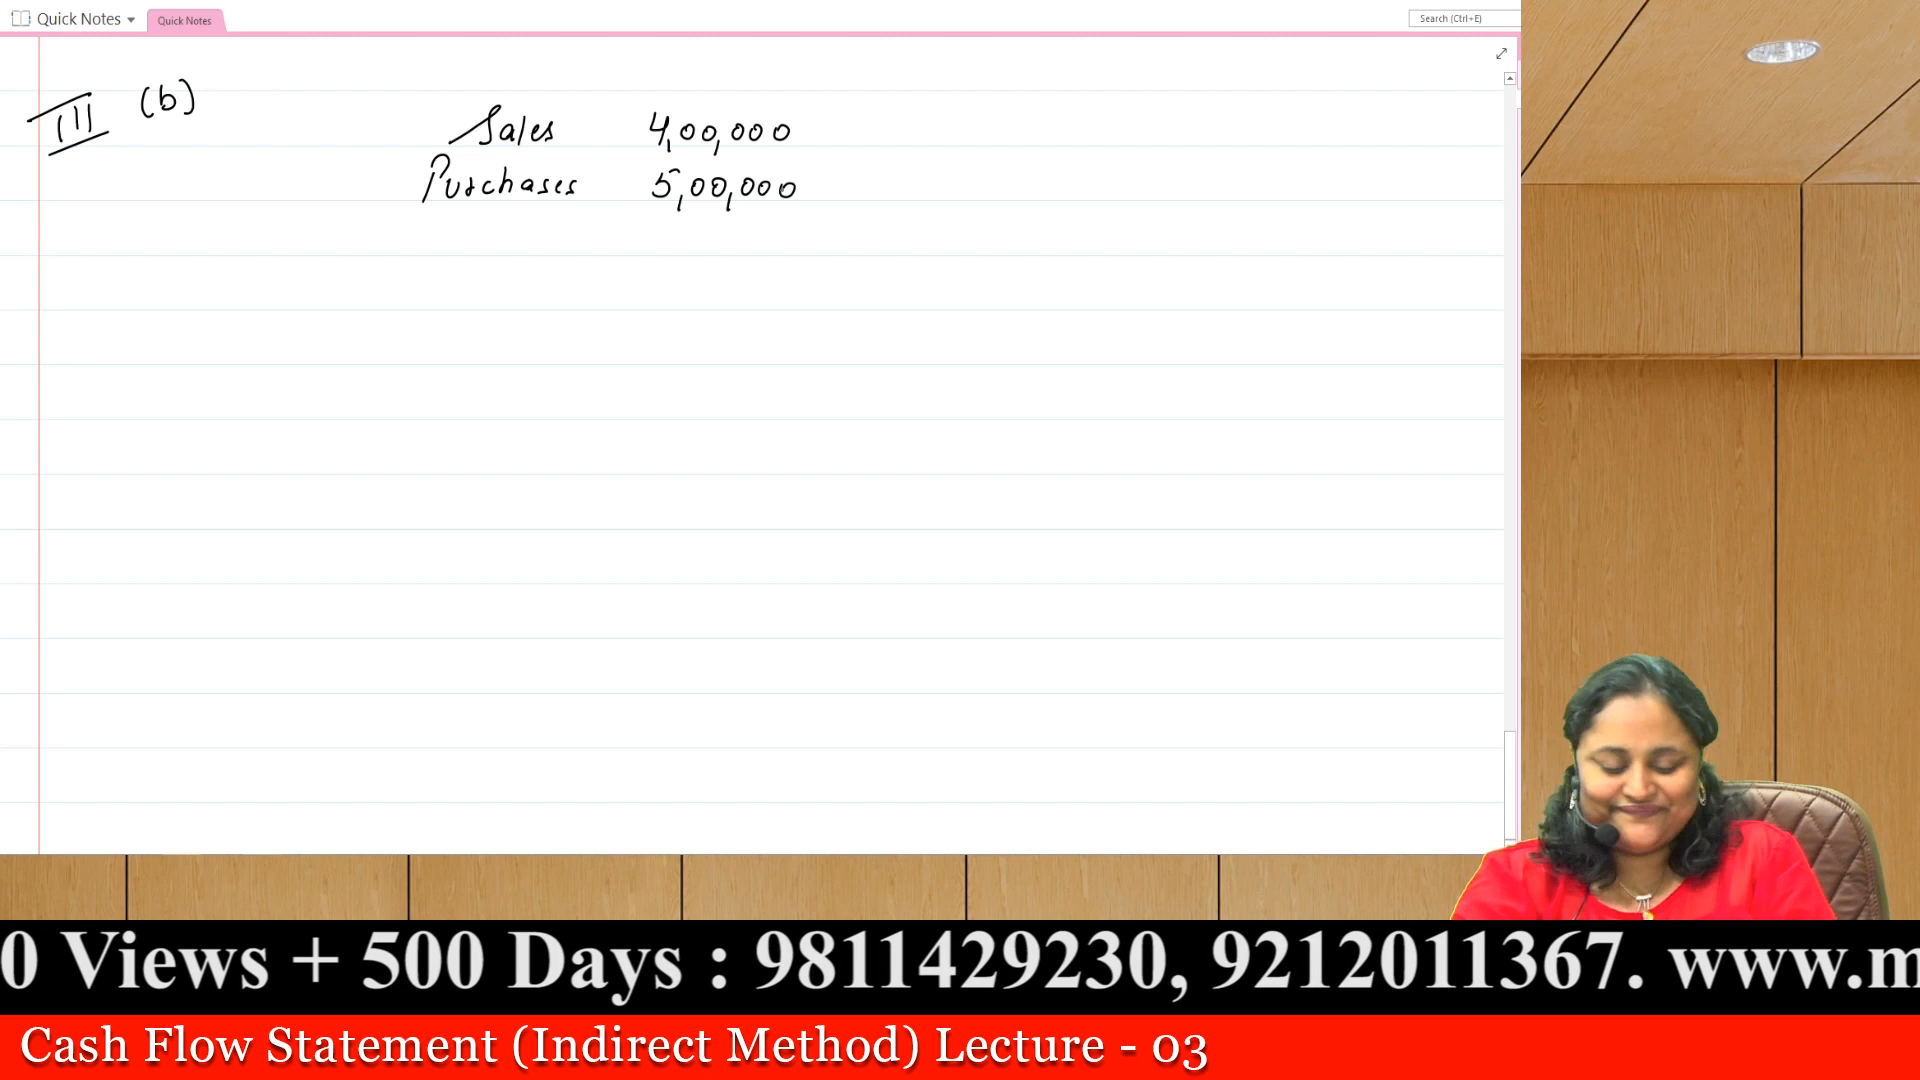 Quick Notes
Quick Notes
Search (Ctrl+E)
III (b)
Sales 4,00,000
Purchases 5,00,000
0 Views + 500 Days : 9811429230, 9212011367. www.m
Cash Flow Statement (Indirect Method) Lecture - 03